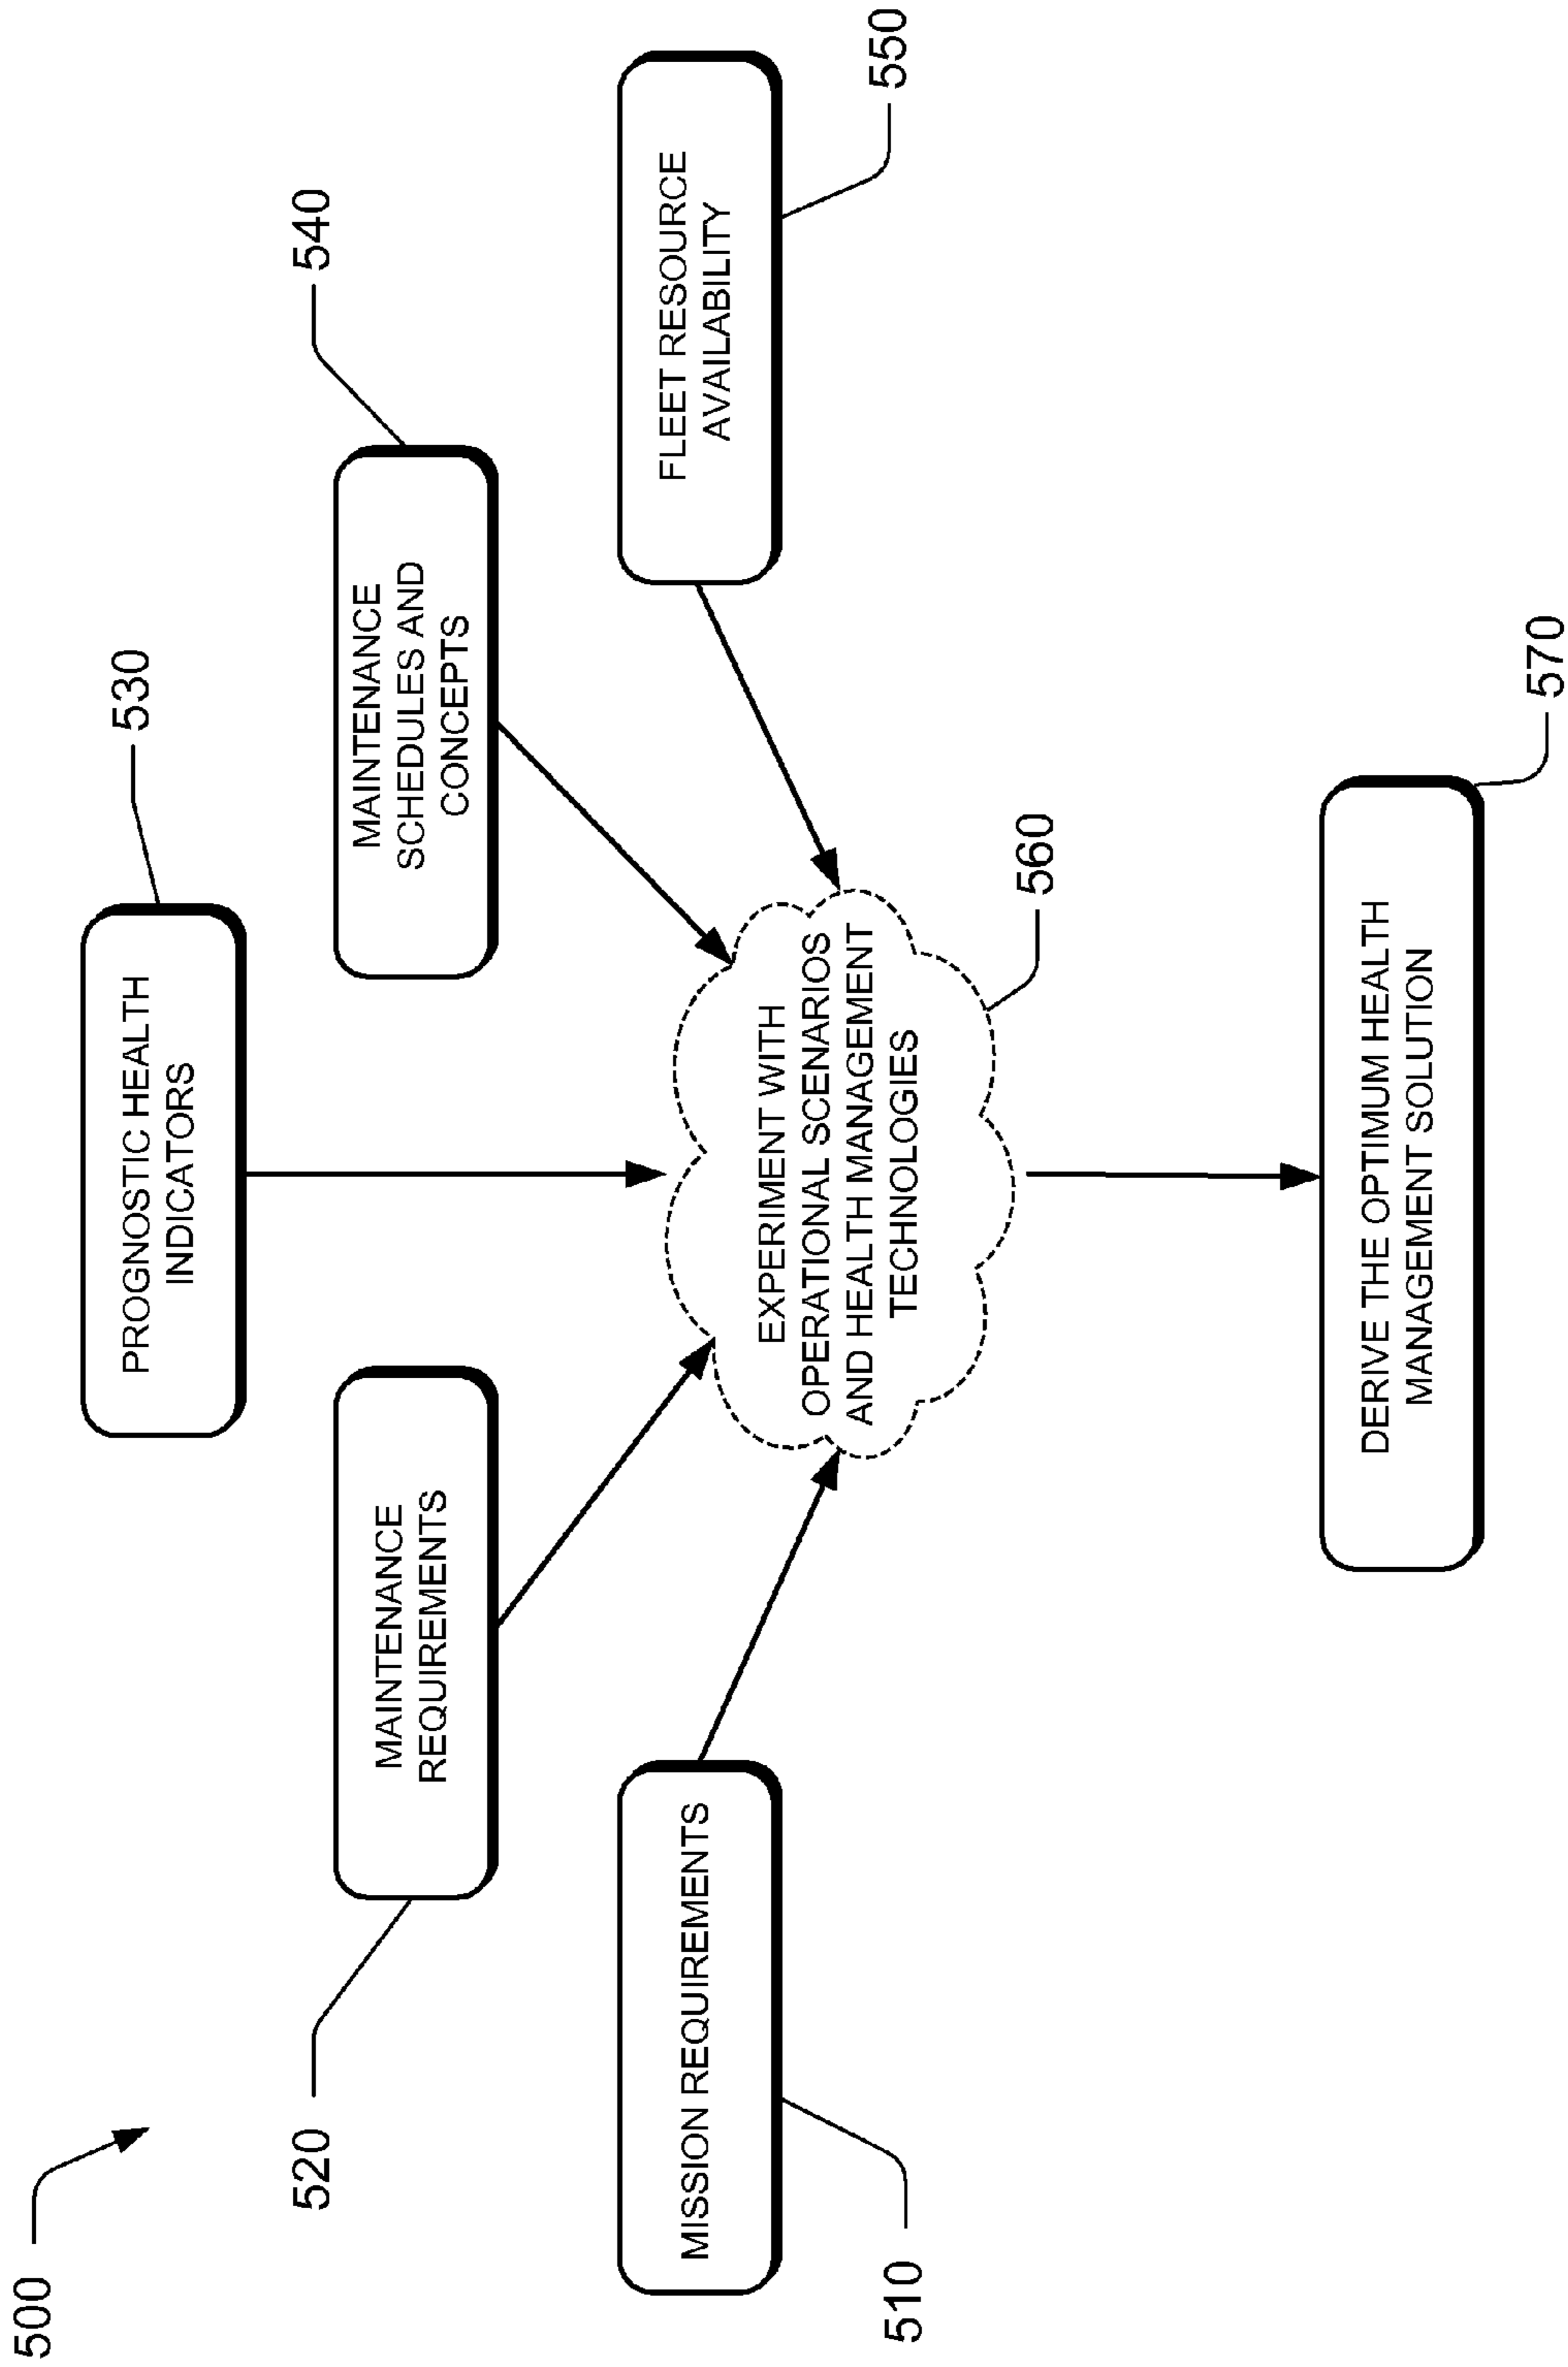 500
530
PROGNOSTIC HEALTH
INDICATORS
520
MAINTENANCE
REQUIREMENTS
540
MAINTENANCE
SCHEDULES AND
CONCEPTS
510
MISSION REQUIREMENTS
550
FLEET RESOURCE
AVAILABILITY
560
EXPERIMENT WITH
OPERATIONAL SCENARIOS
AND HEALTH MANAGEMENT
TECHNOLOGIES
570
DERIVE THE OPTIMUM HEALTH
MANAGEMENT SOLUTION